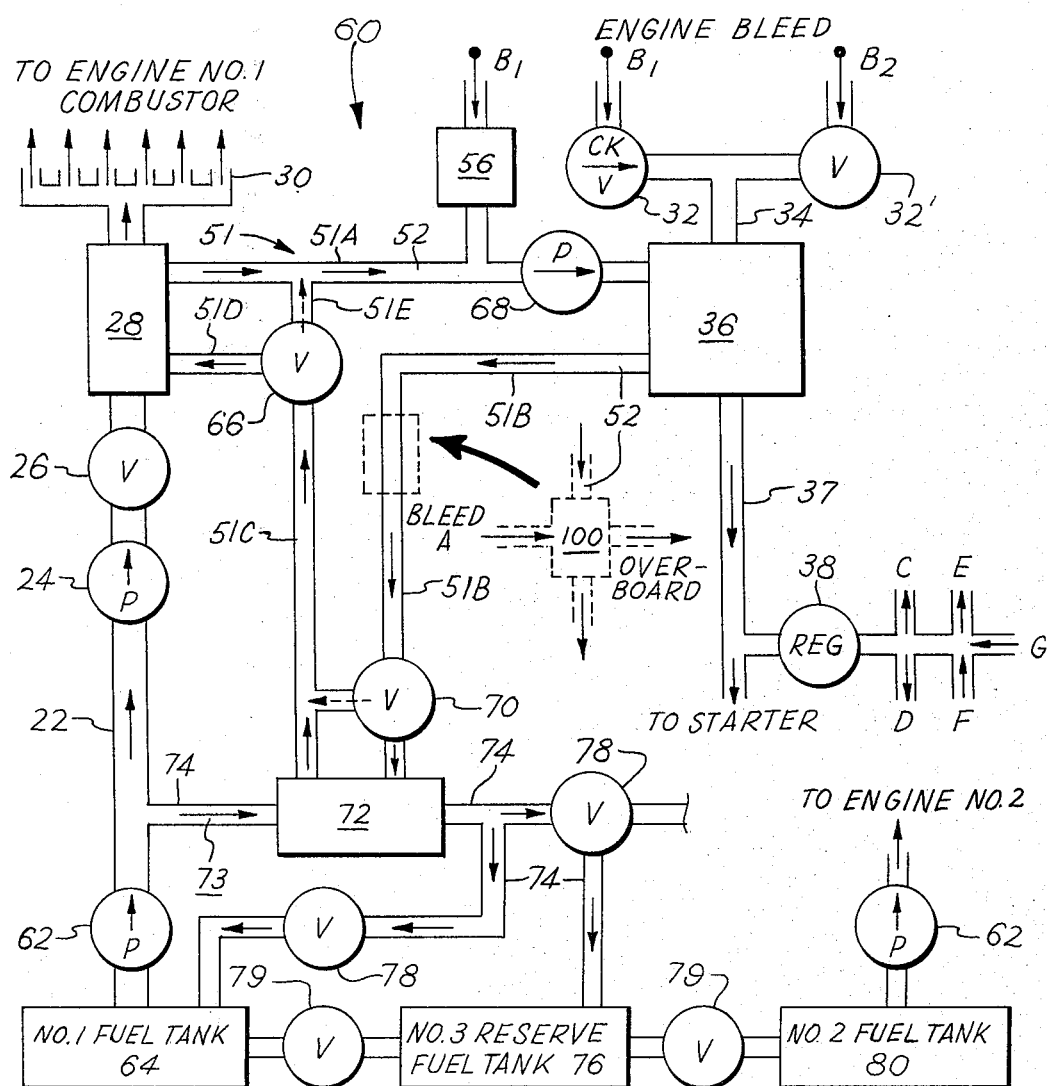 60
ENGINE BLEED
B1
B1
B2
TO ENGINE NO.1
COMBUSTOR
30
56
CK
V
32
V
32'
34
51
51A
52
P
68
51E
28
51D
V
66
36
51B
52
26
V
51C
BLEED
A
100
OVER-
BOARD
37
24
P
51B
38
C
E
REG
G
V
70
TO STARTER
D
F
22
74
74
78
TO ENGINE NO.2
72
V
73
74
62
P
V
78
P
62
79
79
NO.1 FUEL TANK
64
V
NO.3 RESERVE
FUEL TANK 76
V
NO.2 FUEL TANK
80